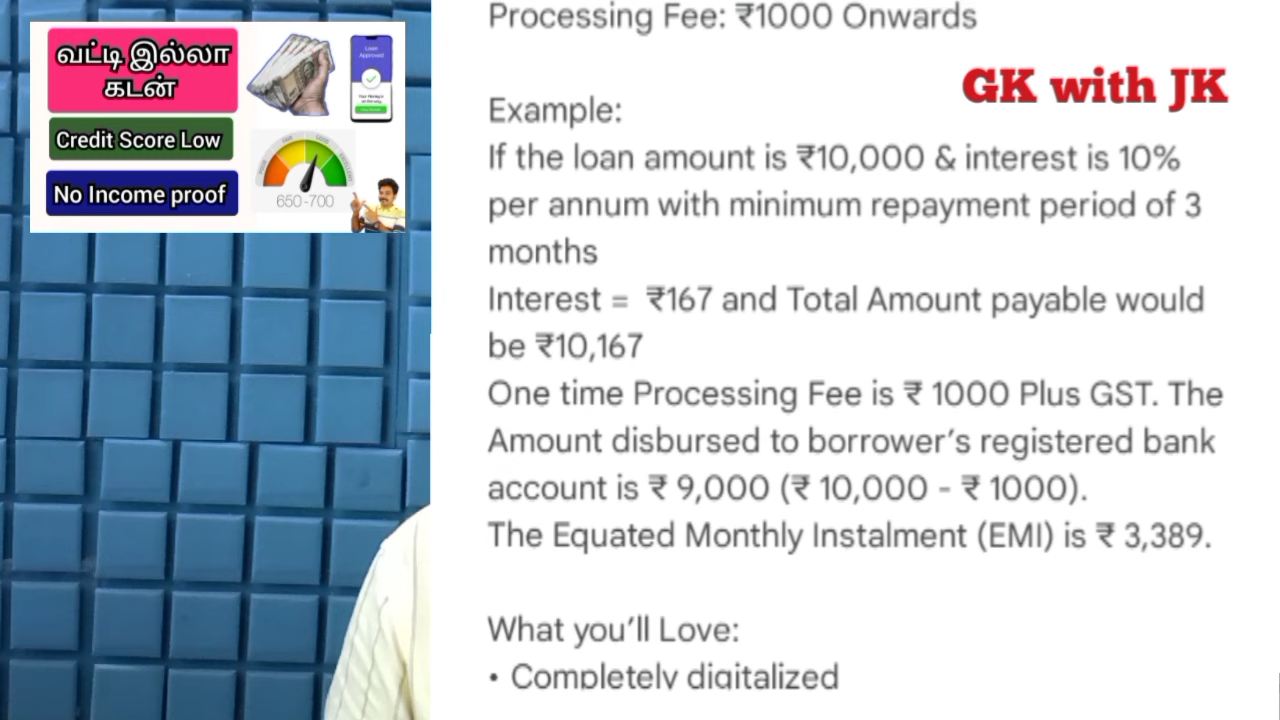 வட்டி இல்லா
கடன்
Credit Score Low
No Income proof
Loan
Approved
650-700
Processing Fee: ₹1000 Onwards
GK with JK
Example:
If the loan amount is ₹10,000 & interest is 10%
per annum with minimum repayment period of 3
months
Interest = ₹167 and Total Amount payable would
be ₹10,167
One time Processing Fee is ₹ 1000 Plus GST. The
Amount disbursed to borrower's registered bank
account is ₹ 9,000 (₹ 10,000 - ₹ 1000).
The Equated Monthly Instalment (EMI) is ₹ 3,389.
What you'll Love:
• Completely digitalized